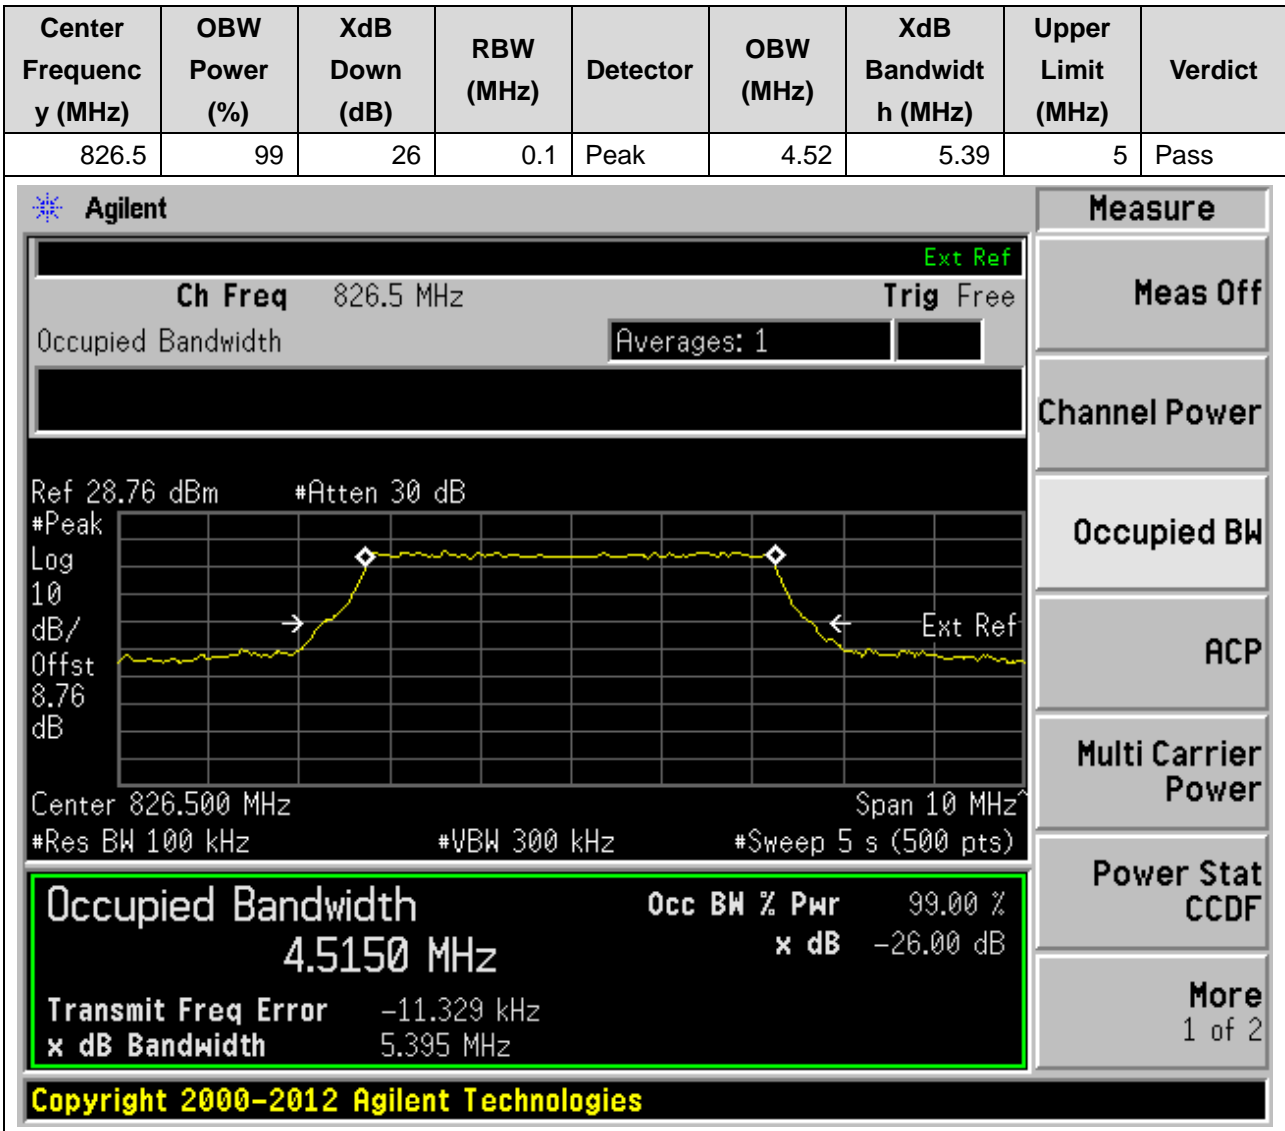 Center Frequenc y (MHz)
OBW Power (%)
XdB Down (dB)
RBW (MHz)
Detector
OBW (MHz)
XdB Bandwidt h (MHz)
Upper Limit (MHz)
Verdict
826.5 99 26 0.1 Peak 4.52 5.39 5 Pass
Agilent
Measure
Ext Ref
Ch Freq 826.5 MHz Trig Free
Occupied Bandwidth Averages: 1
Meas Off
Channel Power
Ref 28.76 dBm #Atten 30 dB
#Peak
Log
10
dB/
Offst
8.76
dB
Ext Ref
Occupied BW
ACP
Center 826.500 MHz Span 10 MHz^
#Res BW 100 kHz #VBW 300 kHz #Sweep 5 s (500 pts)
Multi Carrier
Power
Occupied Bandwidth Occ BW % Pwr 99.00 %
4.5150 MHz x dB -26.00 dB
Transmit Freq Error -11.329 kHz
x dB Bandwidth 5.395 MHz
Power Stat
CCDF
More
1 of 2
Copyright 2000-2012 Agilent Technologies